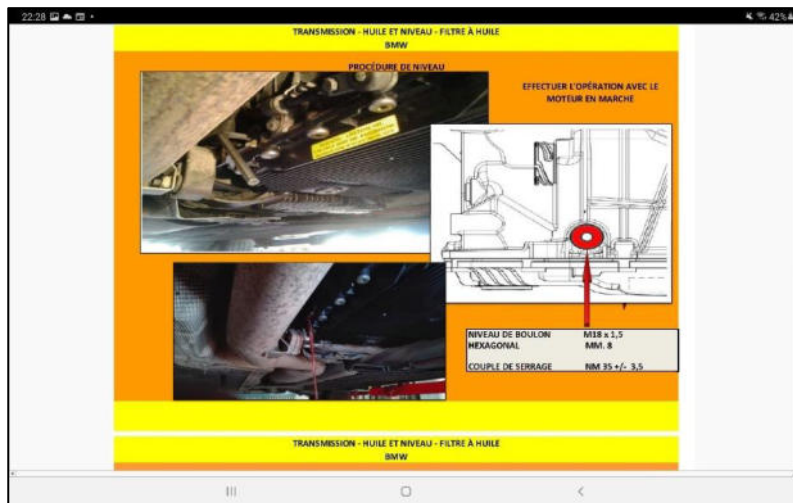 22:28
42%
TRANSMISSION - HUILE ET NIVEAU - FILTRE À HUILE
BMW
PROCÉDURE DE NIVEAU
EFFECTUER L'OPÉRATION AVEC LE
MOTEUR EN MARCHE
NIVEAU DE BOULON M18 x 1,5
HEXAGONAL MM. 8
COUPLE DE SERRAGE NM 35 +/- 3,5
TRANSMISSION - HUILE ET NIVEAU - FILTRE À HUILE
BMW